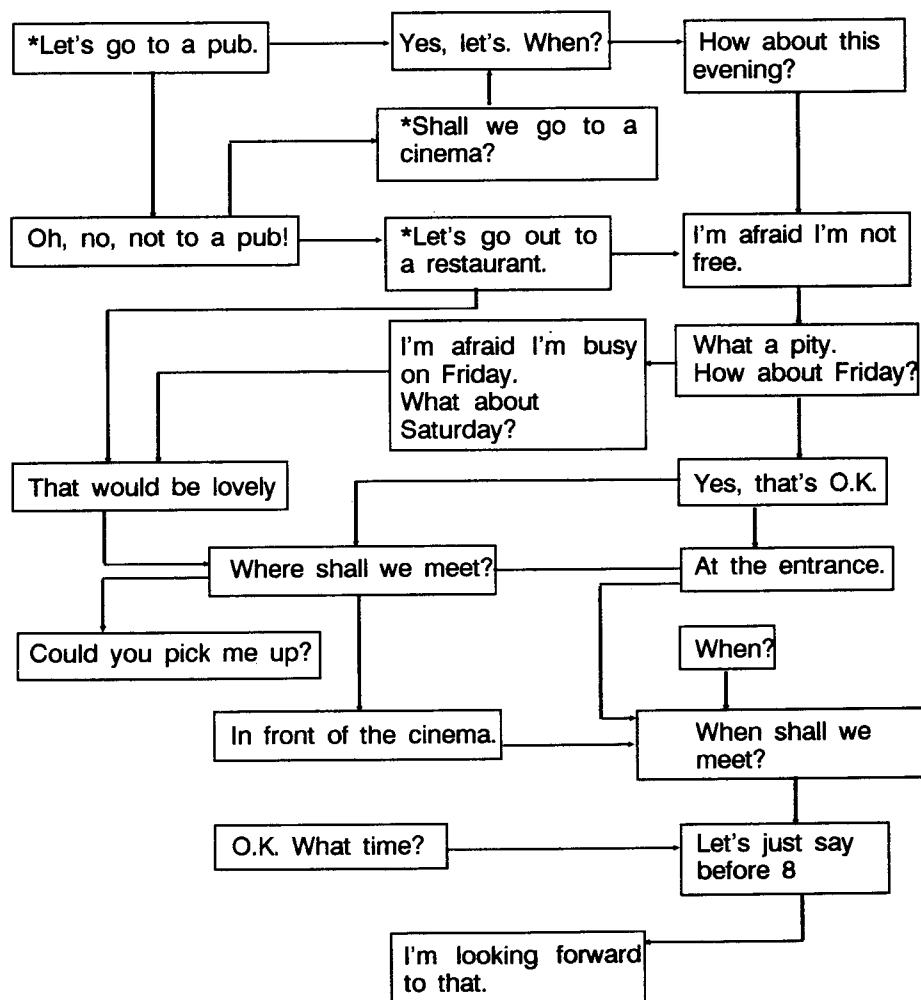 *Let's go to a pub.
Yes, let's. When?
How about this
evening?
*Shall we go to a
cinema?
Oh, no, not to a pub!
*Let's go out to
a restaurant.
I'm afraid I'm not
free.
I'm afraid I'm busy
on Friday.
What about
Saturday?
What a pity.
How about Friday?
That would be lovely
Yes, that's O.K.
Where shall we meet?
At the entrance.
Could you pick me up?
When?
In front of the cinema.
When shall we
meet?
O.K. What time?
Let's just say
before 8
I'm looking forward
to that.